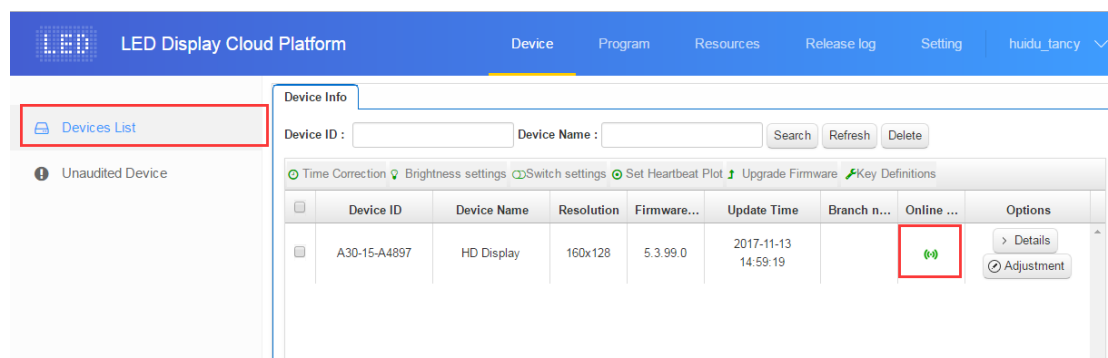 LED LED Display Cloud Platform Device Program Resources Release log Setting huidu_tancy
Device Info
Devices List
Device ID : Device Name : Search Refresh Delete
Unaudited Device
Time Correction Brightness settings Switch settings Set Heartbeat Plot Upgrade Firmware Key Definitions
Device ID Device Name Resolution Firmware... Update Time Branch n... Online ... Options
A30-15-A4897 HD Display 160x128 5.3.99.0 2017-11-13 14:59:19 > Details
Adjustment